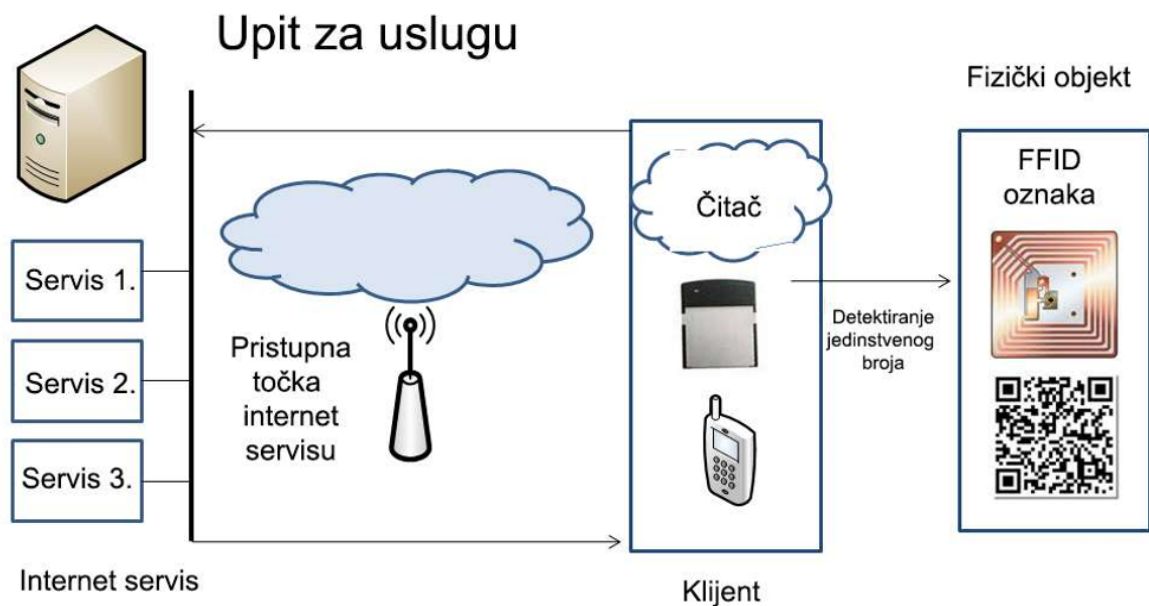 Upit za uslugu
Fizički objekt
FFID
oznaka
Čitač
Servis 1.
Servis 2.
Servis 3.
Pristupna
točka
internet
servisu
Detektiranje
jedinstvenog
broja
Internet servis
Klijent